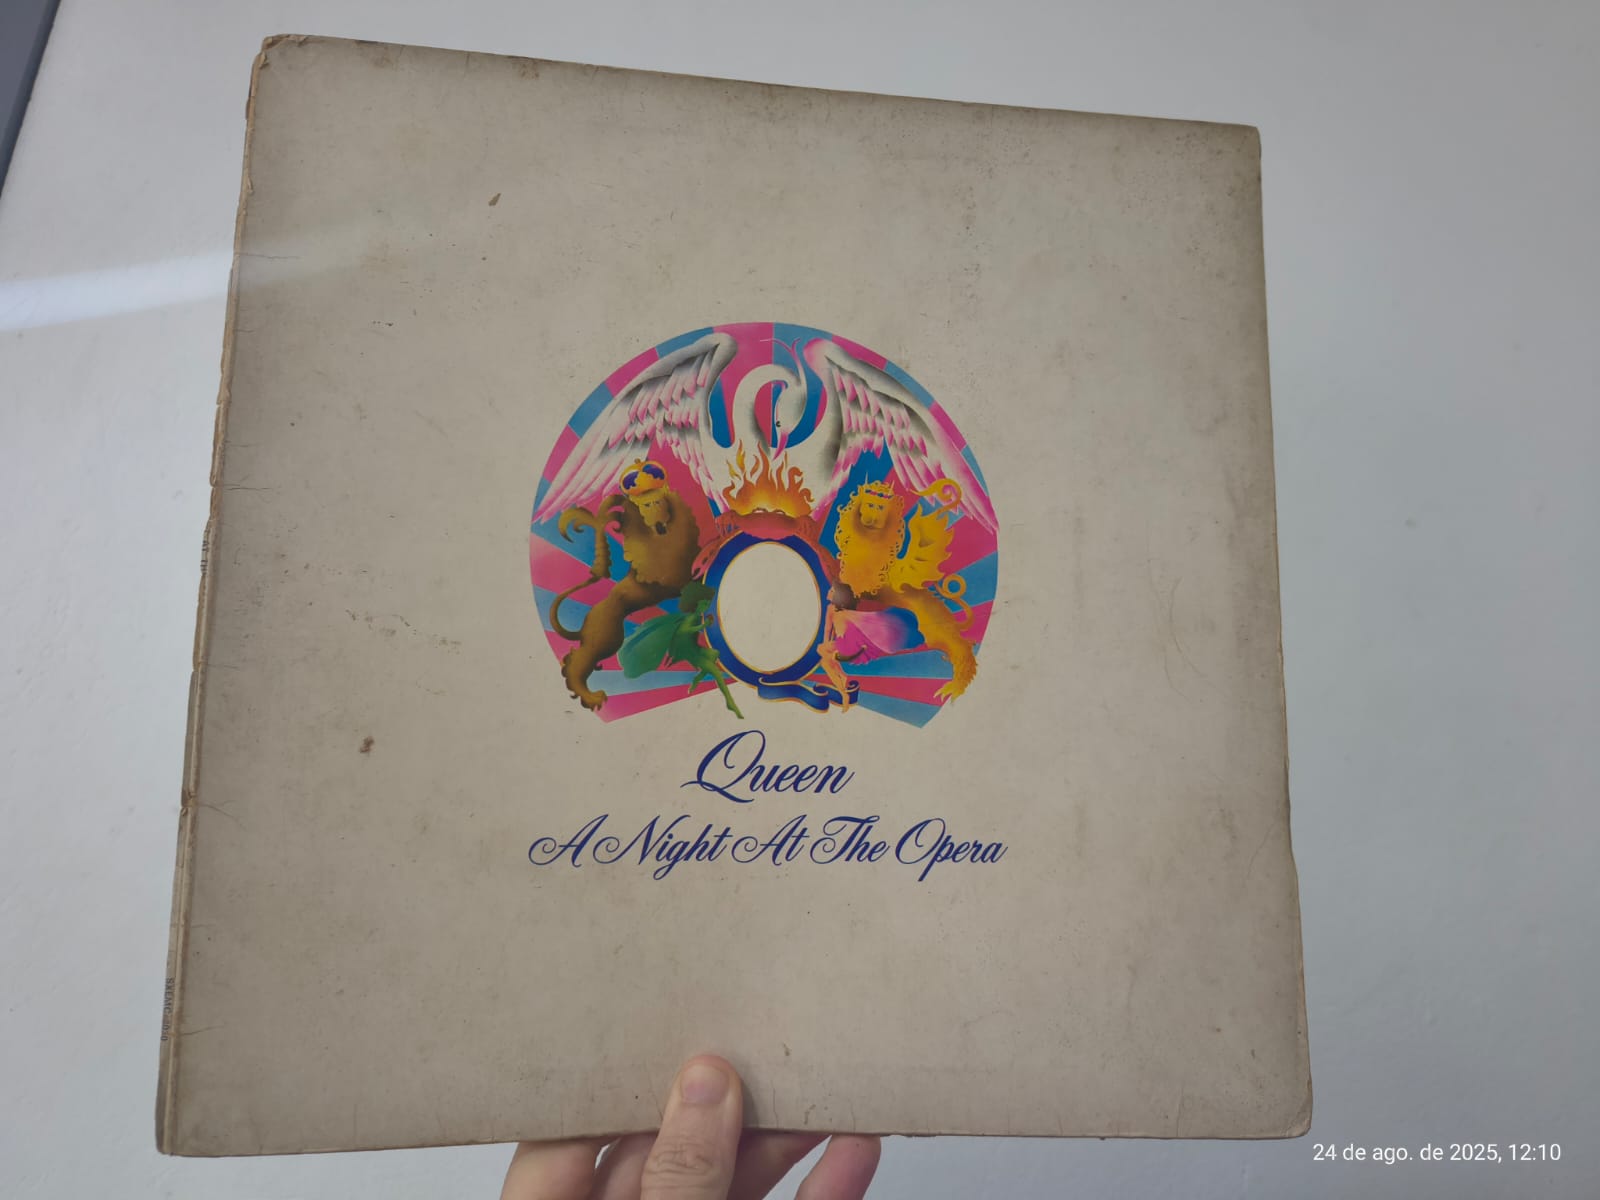 Queen
A Night At The Opera
24 de ago. de 2025, 12:10